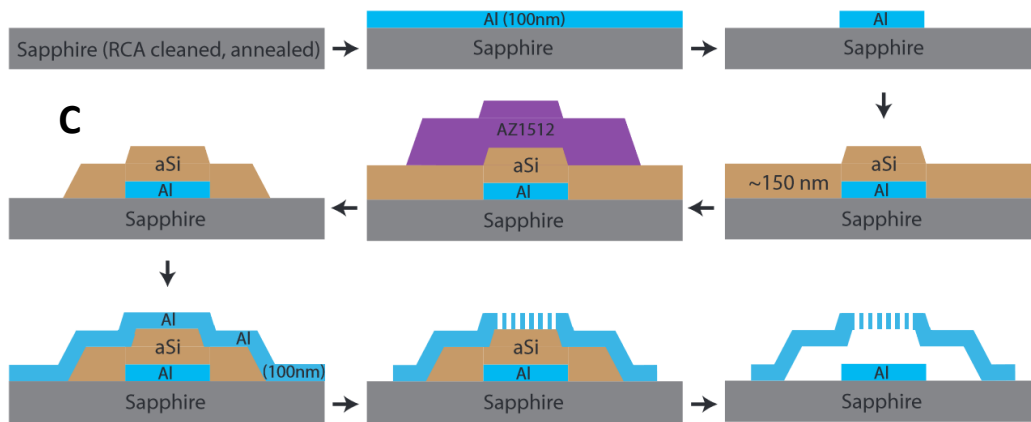 Sapphire (RCA cleaned, annealed)
Al (100nm)
Sapphire
Al
Sapphire
C
aSi
Al
Sapphire
AZ1512
aSi
Al
Sapphire
aSi
~150 nm
Al
Sapphire
Al
Al
aSi
Al
(100nm)
Sapphire
aSi
Al
Sapphire
Al
Sapphire